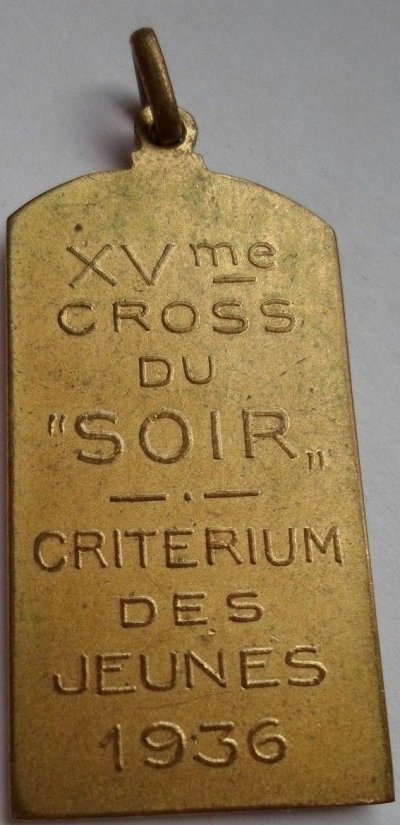 XVme
CROSS
DU
"SOIR„
— . —
CRITERIUM
DES
JEUNES
1936